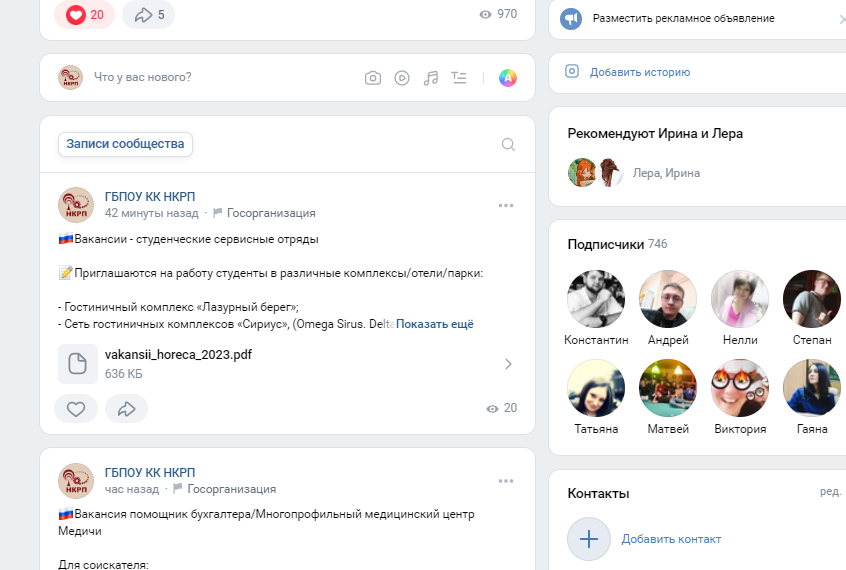 20
5
970
НКРП
Что у вас нового?
А
Записи сообщества
НКРП
ГБПОУ КК НКРП
42 минуты назад · Госорганизация
Вакансии - студенческие сервисные отряды
Приглашаются на работу студенты в различные комплексы/отели/парки:
- Гостиничный комплекс «Лазурный берег»;
- Сеть гостиничных комплексов «Сириус», (Omega Sirus. Delta Показать ещё
vakansii_horeca_2023.pdf
636 КБ
20
НКРП
ГБПОУ КК НКРП
час назад · Госорганизация
Вакансия помощник бухгалтера/Многопрофильный медицинский центр
Медичи
Для соискателя:
Разместить рекламное объявление
Добавить историю
Рекомендуют Ирина и Лера
Лера, Ирина
Подписчики 746
Константин Андрей Нелли Степан
Татьяна Матвей Виктория Гаяна
Контакты ред.
Добавить контакт